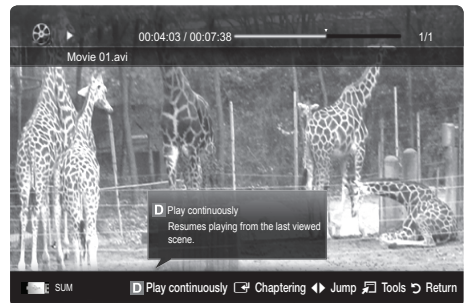 00:04:03 / 00:07:38 1/1
Movie 01.avi
D Play continuously
Resumes playing from the last viewed
scene.
SUM D Play continuously Chaptering Jump Tools Return